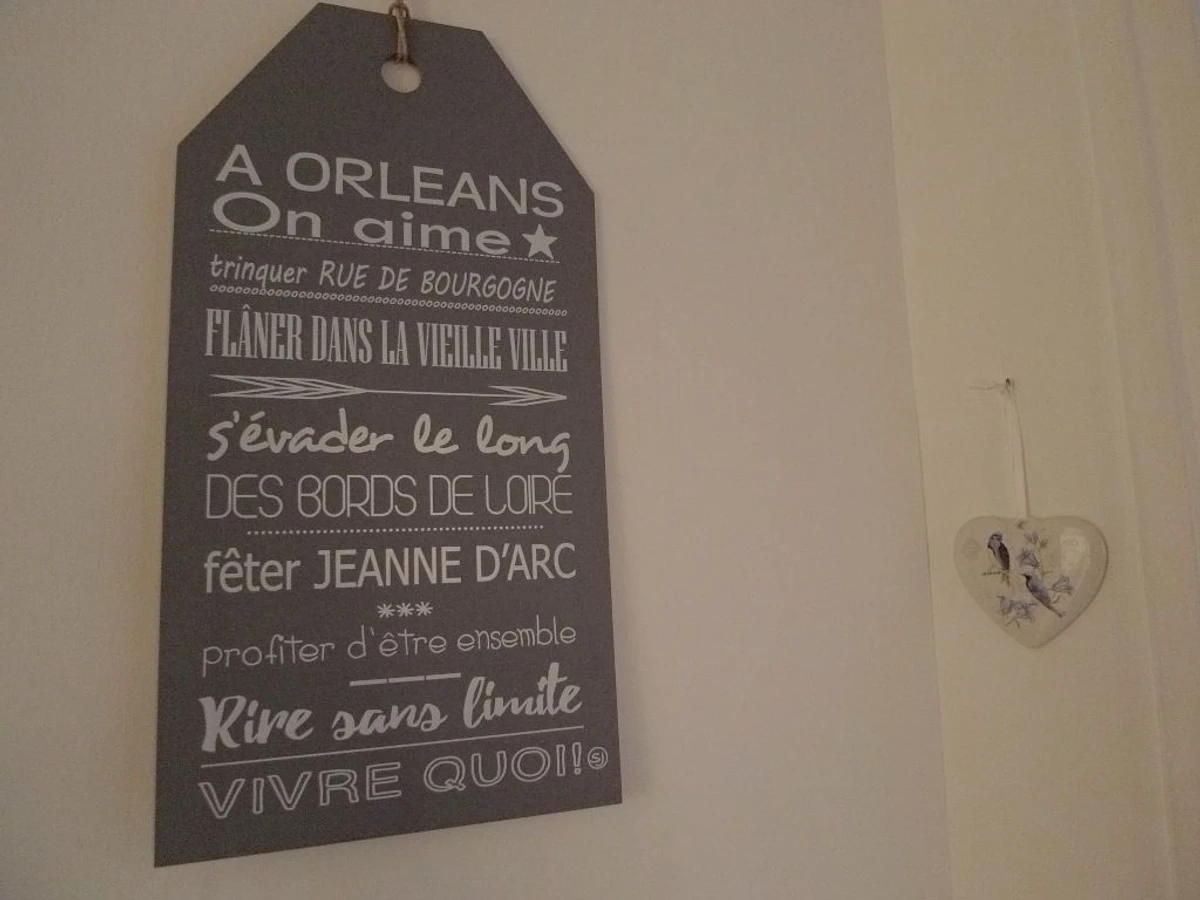 A ORLEANS
On aime
trinquer RUE DE BOURGOGNE
FLÂNER DANS LA VIEILLE VILLE
s'évader le long
DES BORDS DE LOIRE
fêter JEANNE D'ARC
***
profiter d'être ensemble
Rire sans limite
VIVRE QUOI!